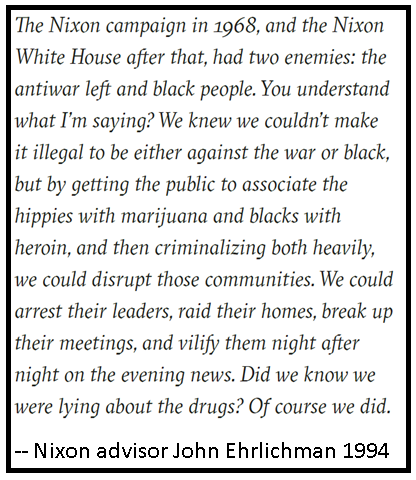 The Nixon campaign in 1968, and the Nixon
White House after that, had two enemies: the
antiwar left and black people. You understand
what I'm saying? We knew we couldn't make
it illegal to be either against the war or black,
but by getting the public to associate the
hippies with marijuana and blacks with
heroin, and then criminalizing both heavily,
we could disrupt those communities. We could
arrest their leaders, raid their homes, break up
their meetings, and vilify them night after
night on the evening news. Did we know we
were lying about the drugs? Of course we did.
-- Nixon advisor John Ehrlichman 1994